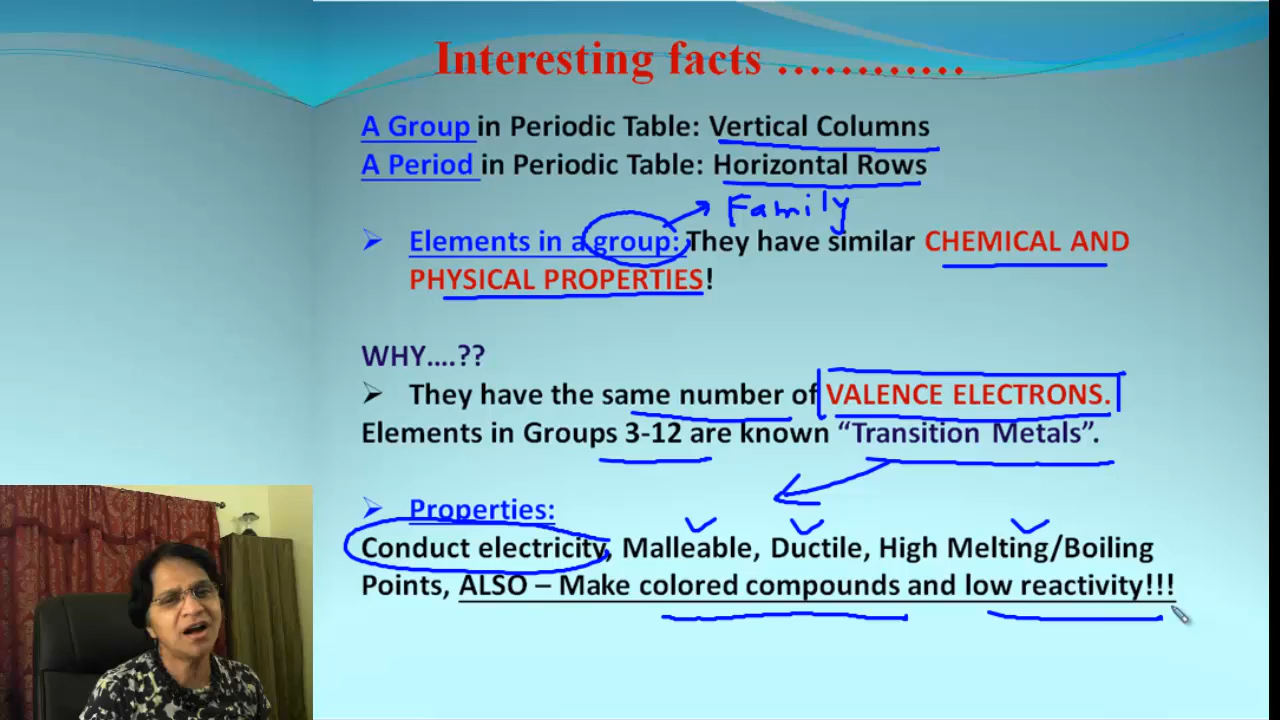 Interesting facts …………
A Group in Periodic Table: Vertical Columns
A Period in Periodic Table: Horizontal Rows
Family
Elements in a group: They have similar CHEMICAL AND
PHYSICAL PROPERTIES!
WHY….??
They have the same number of VALENCE ELECTRONS.
Elements in Groups 3-12 are known “Transition Metals”.
Properties:
Conduct electricity, Malleable, Ductile, High Melting/Boiling
Points, ALSO – Make colored compounds and low reactivity!!!